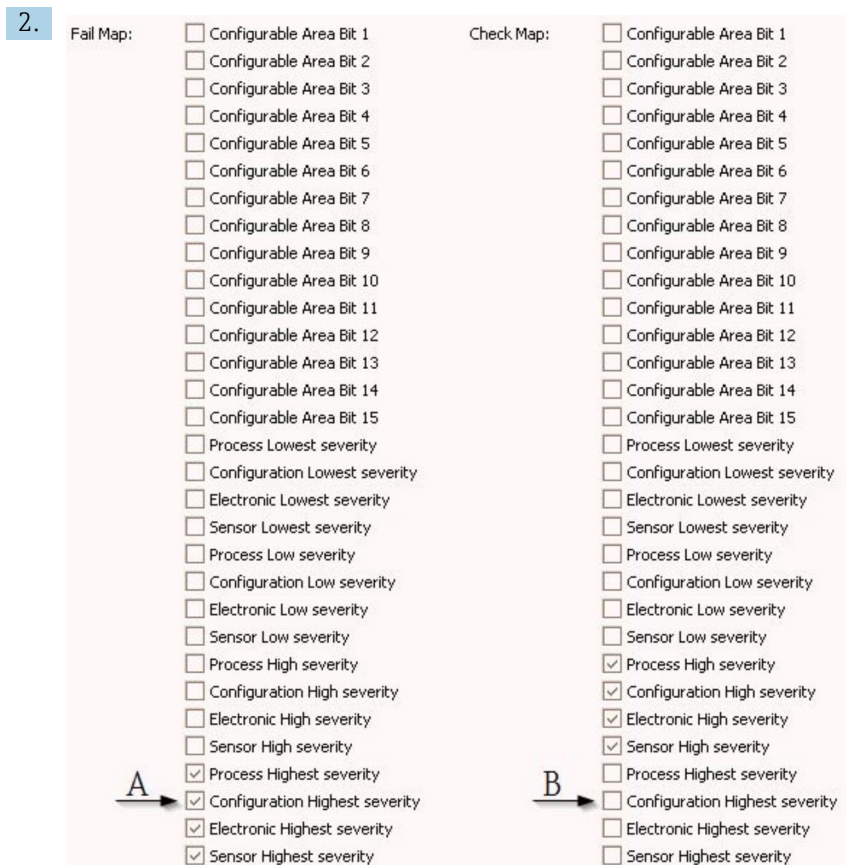 2.
Fail Map: Configurable Area Bit 1
Configurable Area Bit 2
Configurable Area Bit 3
Configurable Area Bit 4
Configurable Area Bit 5
Configurable Area Bit 6
Configurable Area Bit 7
Configurable Area Bit 8
Configurable Area Bit 9
Configurable Area Bit 10
Configurable Area Bit 11
Configurable Area Bit 12
Configurable Area Bit 13
Configurable Area Bit 14
Configurable Area Bit 15
Process Lowest severity
Configuration Lowest severity
Electronic Lowest severity
Sensor Lowest severity
Process Low severity
Configuration Low severity
Electronic Low severity
Sensor Low severity
Process High severity
Configuration High severity
Electronic High severity
Sensor High severity
Process Highest severity
A
Configuration Highest severity
Electronic Highest severity
Sensor Highest severity
Check Map: Configurable Area Bit 1
Configurable Area Bit 2
Configurable Area Bit 3
Configurable Area Bit 4
Configurable Area Bit 5
Configurable Area Bit 6
Configurable Area Bit 7
Configurable Area Bit 8
Configurable Area Bit 9
Configurable Area Bit 10
Configurable Area Bit 11
Configurable Area Bit 12
Configurable Area Bit 13
Configurable Area Bit 14
Configurable Area Bit 15
Process Lowest severity
Configuration Lowest severity
Electronic Lowest severity
Sensor Lowest severity
Process Low severity
Configuration Low severity
Electronic Low severity
Sensor Low severity
Process High severity
Configuration High severity
Electronic High severity
Sensor High severity
Process Highest severity
B
Configuration Highest severity
Electronic Highest severity
Sensor Highest severity